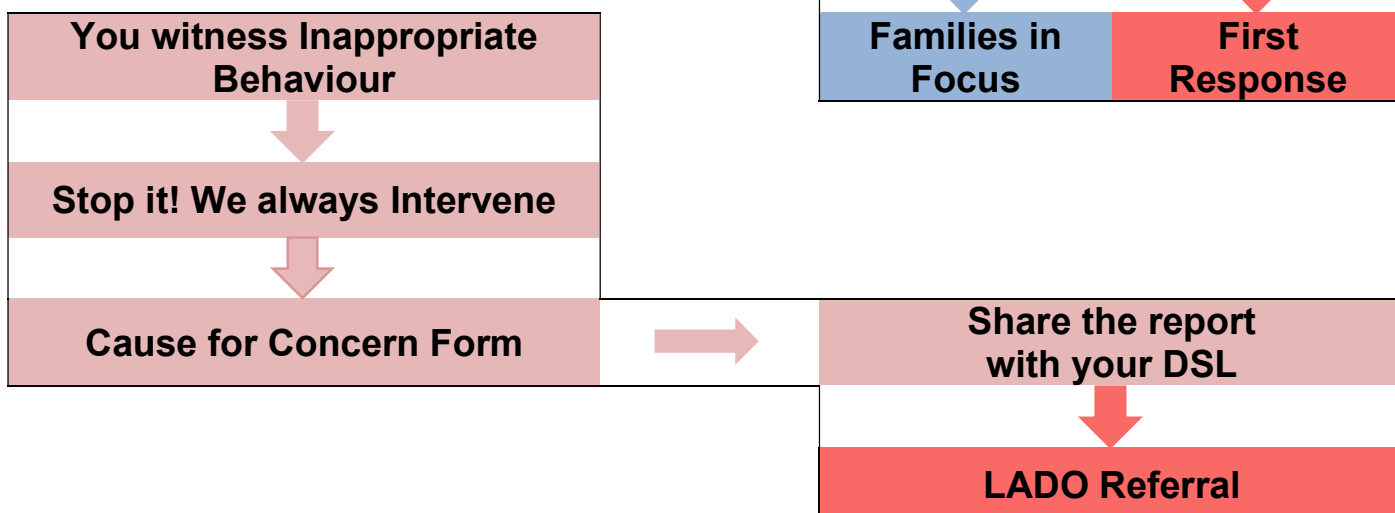 You witness Inappropriate
Behaviour
Families in
Focus
First
Response
Stop it! We always Intervene
Cause for Concern Form
Share the report
with your DSL
LADO Referral